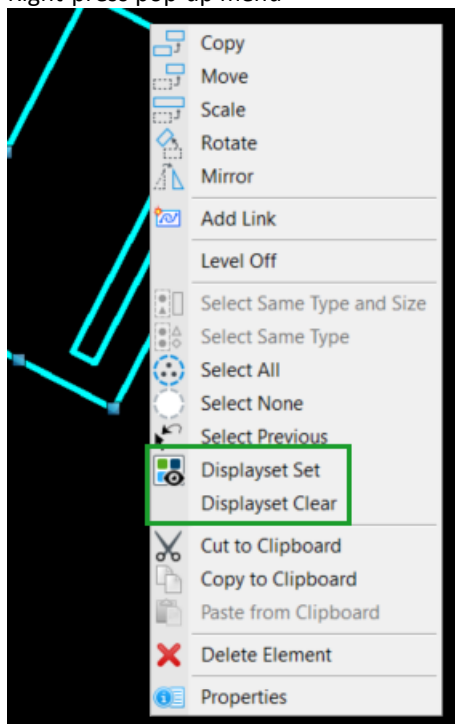 Right-press pop-up menu
Copy
Move
Scale
Rotate
Mirror
Add Link
Level Off
Select Same Type and Size
Select Same Type
Select All
Select None
Select Previous
Displayset Set
Displayset Clear
Cut to Clipboard
Copy to Clipboard
Paste from Clipboard
Delete Element
Properties